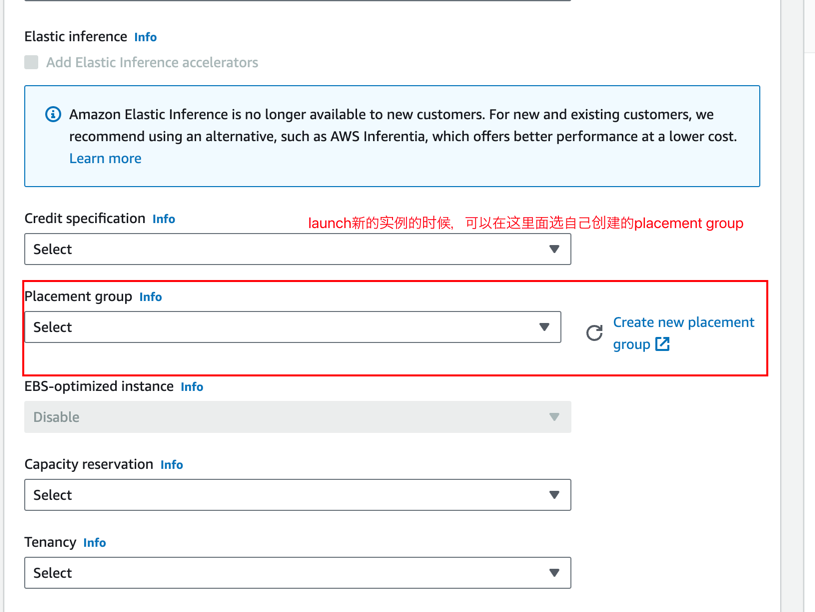 Elastic inference Info
Add Elastic Inference accelerators
Amazon Elastic Inference is no longer available to new customers. For new and existing customers, we
recommend using an alternative, such as AWS Inferentia, which offers better performance at a lower cost.
Learn more
Credit specification Info
launch新的实例的时候，可以在这里面选自己创建的placement group
Select
Placement group Info
Select
Create new placement
group
EBS-optimized instance Info
Disable
Capacity reservation Info
Select
Tenancy Info
Select